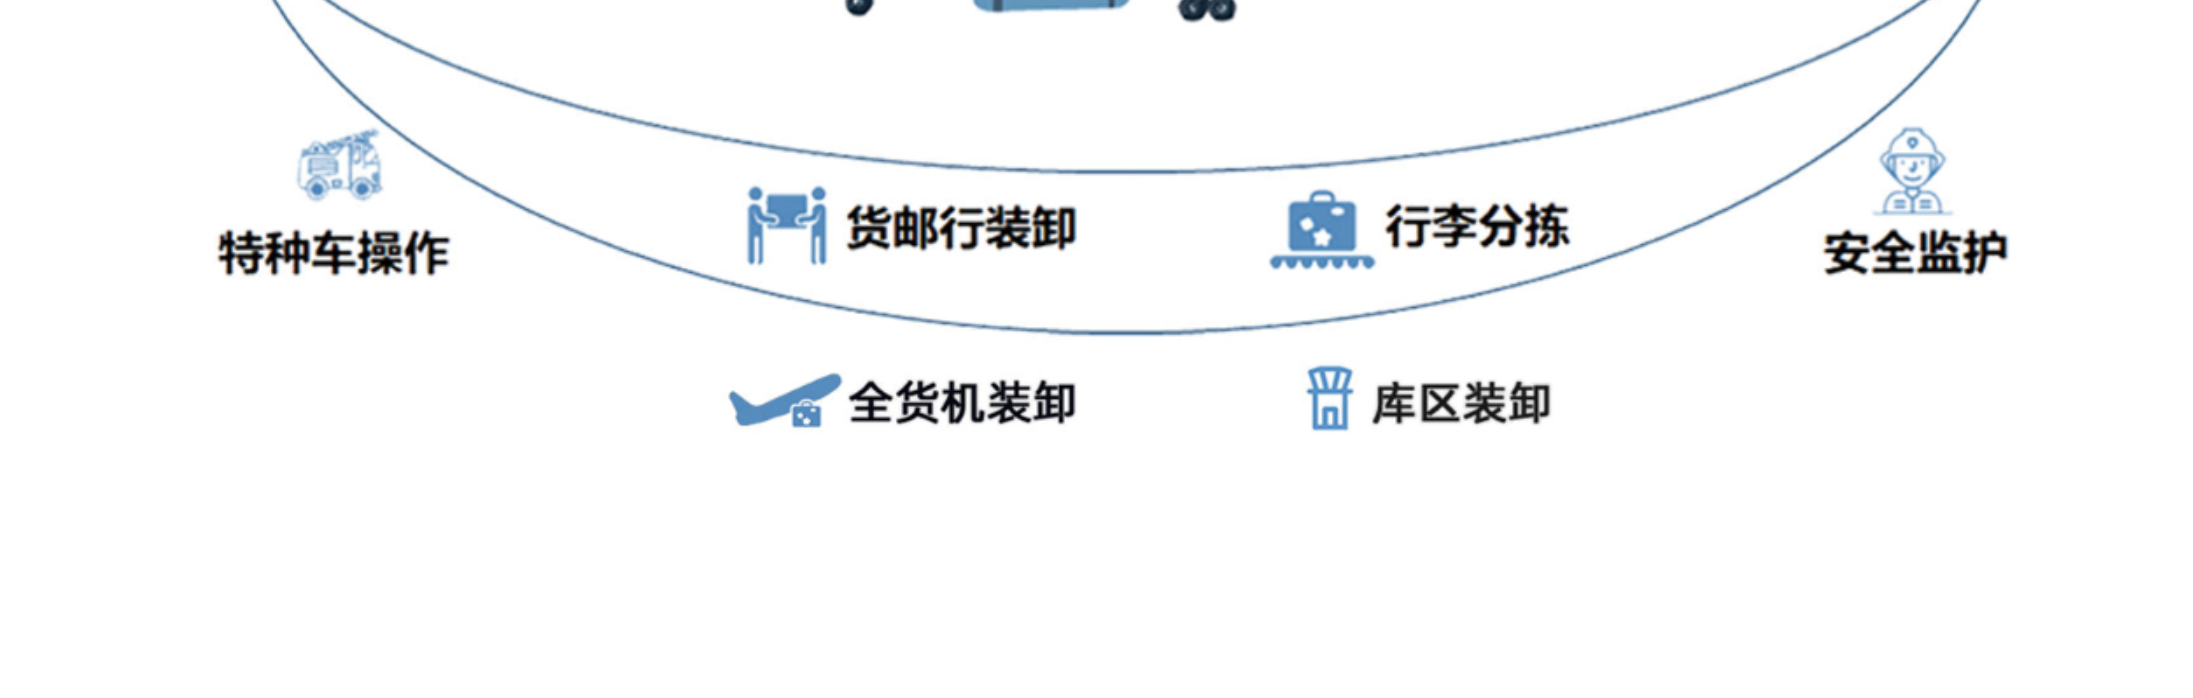 货邮行装卸
行李分拣
特种车操作
安全监护
全货机装卸
库区装卸